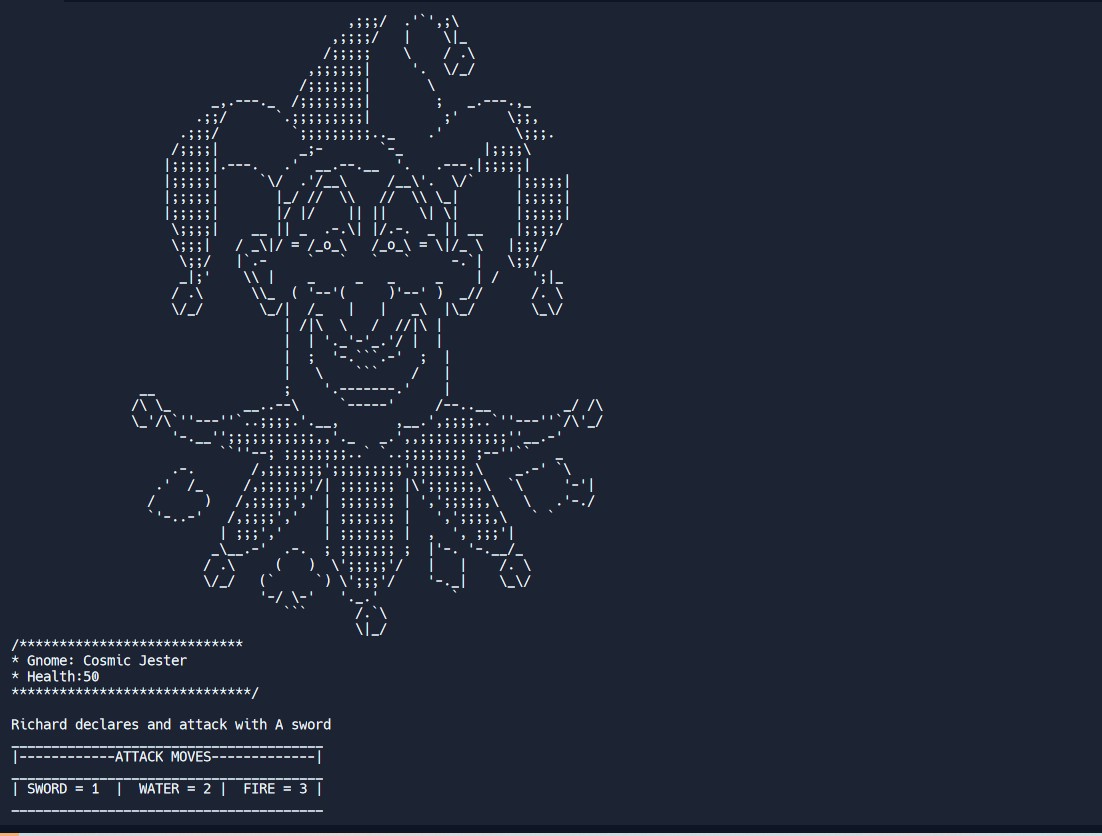 /****************************
* Gnome: Cosmic Jester
* Health:50
******************************/
Richard declares and attack with A sword
|------------ATTACK MOVES-------------|
| SWORD = 1 | WATER = 2 | FIRE = 3 |